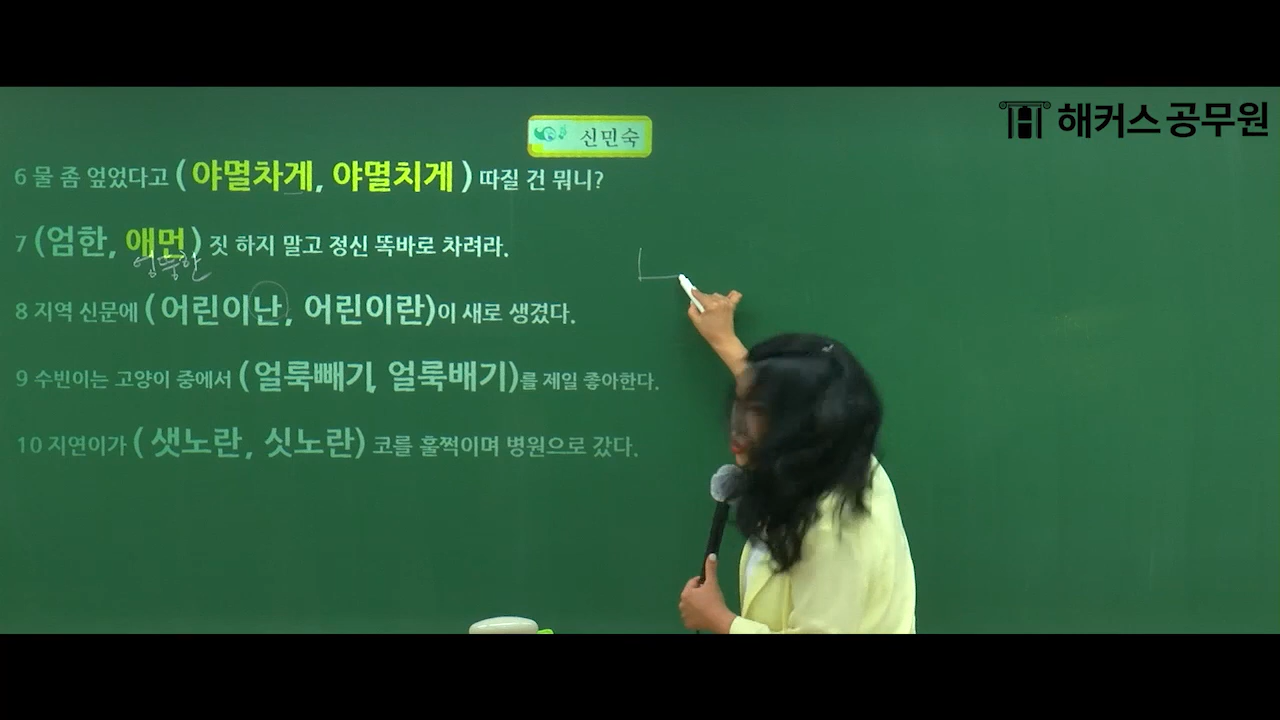 해커스공무원
신민숙
6 물 좀 엎었다고 (야멸차게, 야멸치게) 따질 건 뭐니?
7 (엄한, 애먼) 짓 하지 말고 정신 똑바로 차려라.
엉뚱한
8 지역 신문에 (어린이난, 어린이란)이 새로 생겼다.
9 수빈이는 고양이 중에서 (얼룩빼기, 얼룩배기)를 제일 좋아한다.
10 지연이가 (샛노란, 싯노란) 코를 훌쩍이며 병원으로 갔다.